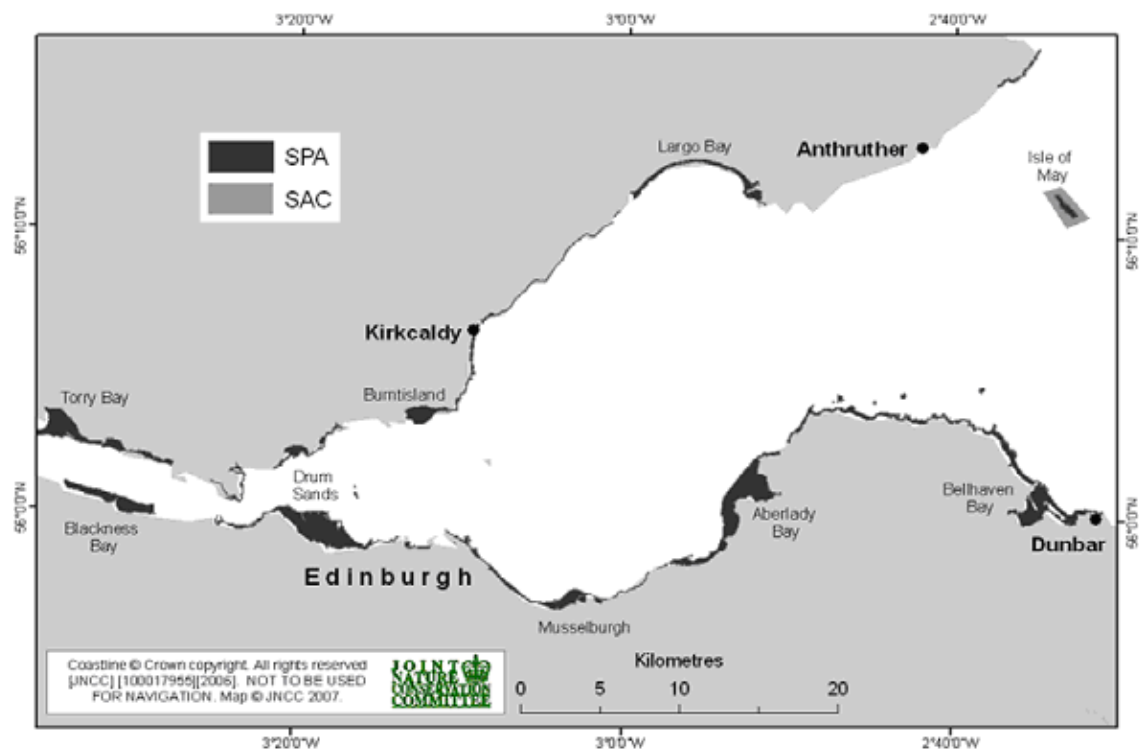 3°20'0"W
3°0'0"W
2°40'0"W
SPA
SAC
Largo Bay
Anthruther
Isle of
May
56°10'0"N
56°10'0"N
Kirkcaldy
Torry Bay
Burntisland
Drum
Sands
Bellhaven
Bay
56°0'0"N
56°0'0"N
Blackness
Bay
Aberlady
Bay
Dunbar
Edinburgh
Musselburgh
Kilometres
Coastline © Crown copyright. All rights reserved
[JNCC] [100017955][2006]. NOT TO BE USED
FOR NAVIGATION. Map © JNCC 2007.
JOINT
NATURE
CONSERVATION
COMMITTEE
0
5
10
20
3°20'0"W
3°0'0"W
2°40'0"W